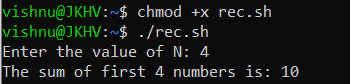 vishnu@JKHV:~$ chmod +x rec.sh
vishnu@JKHV:~$ ./rec.sh
Enter the value of N: 4
The sum of first 4 numbers is: 10